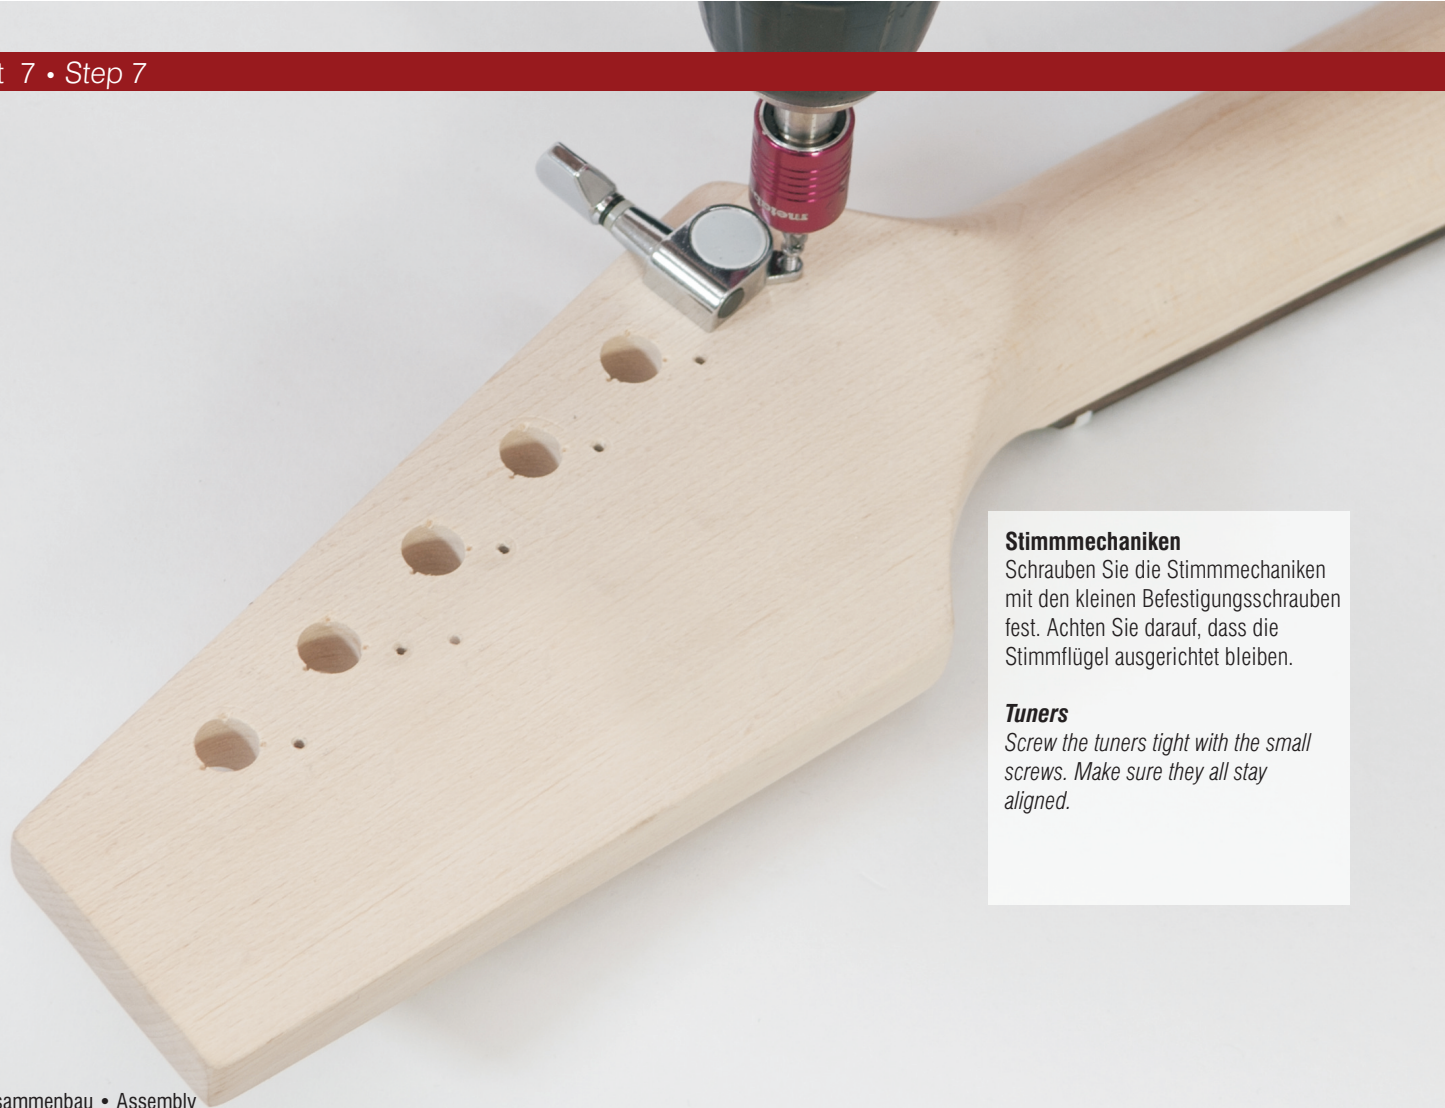 t 7 • Step 7
Stimmmechaniken
Schrauben Sie die Stimmmechaniken
mit den kleinen Befestigungsschrauben
fest. Achten Sie darauf, dass die
Stimmflügel ausgerichtet bleiben.
Tuners
Screw the tuners tight with the small
screws. Make sure they all stay
aligned.
sammenbau • Assembly